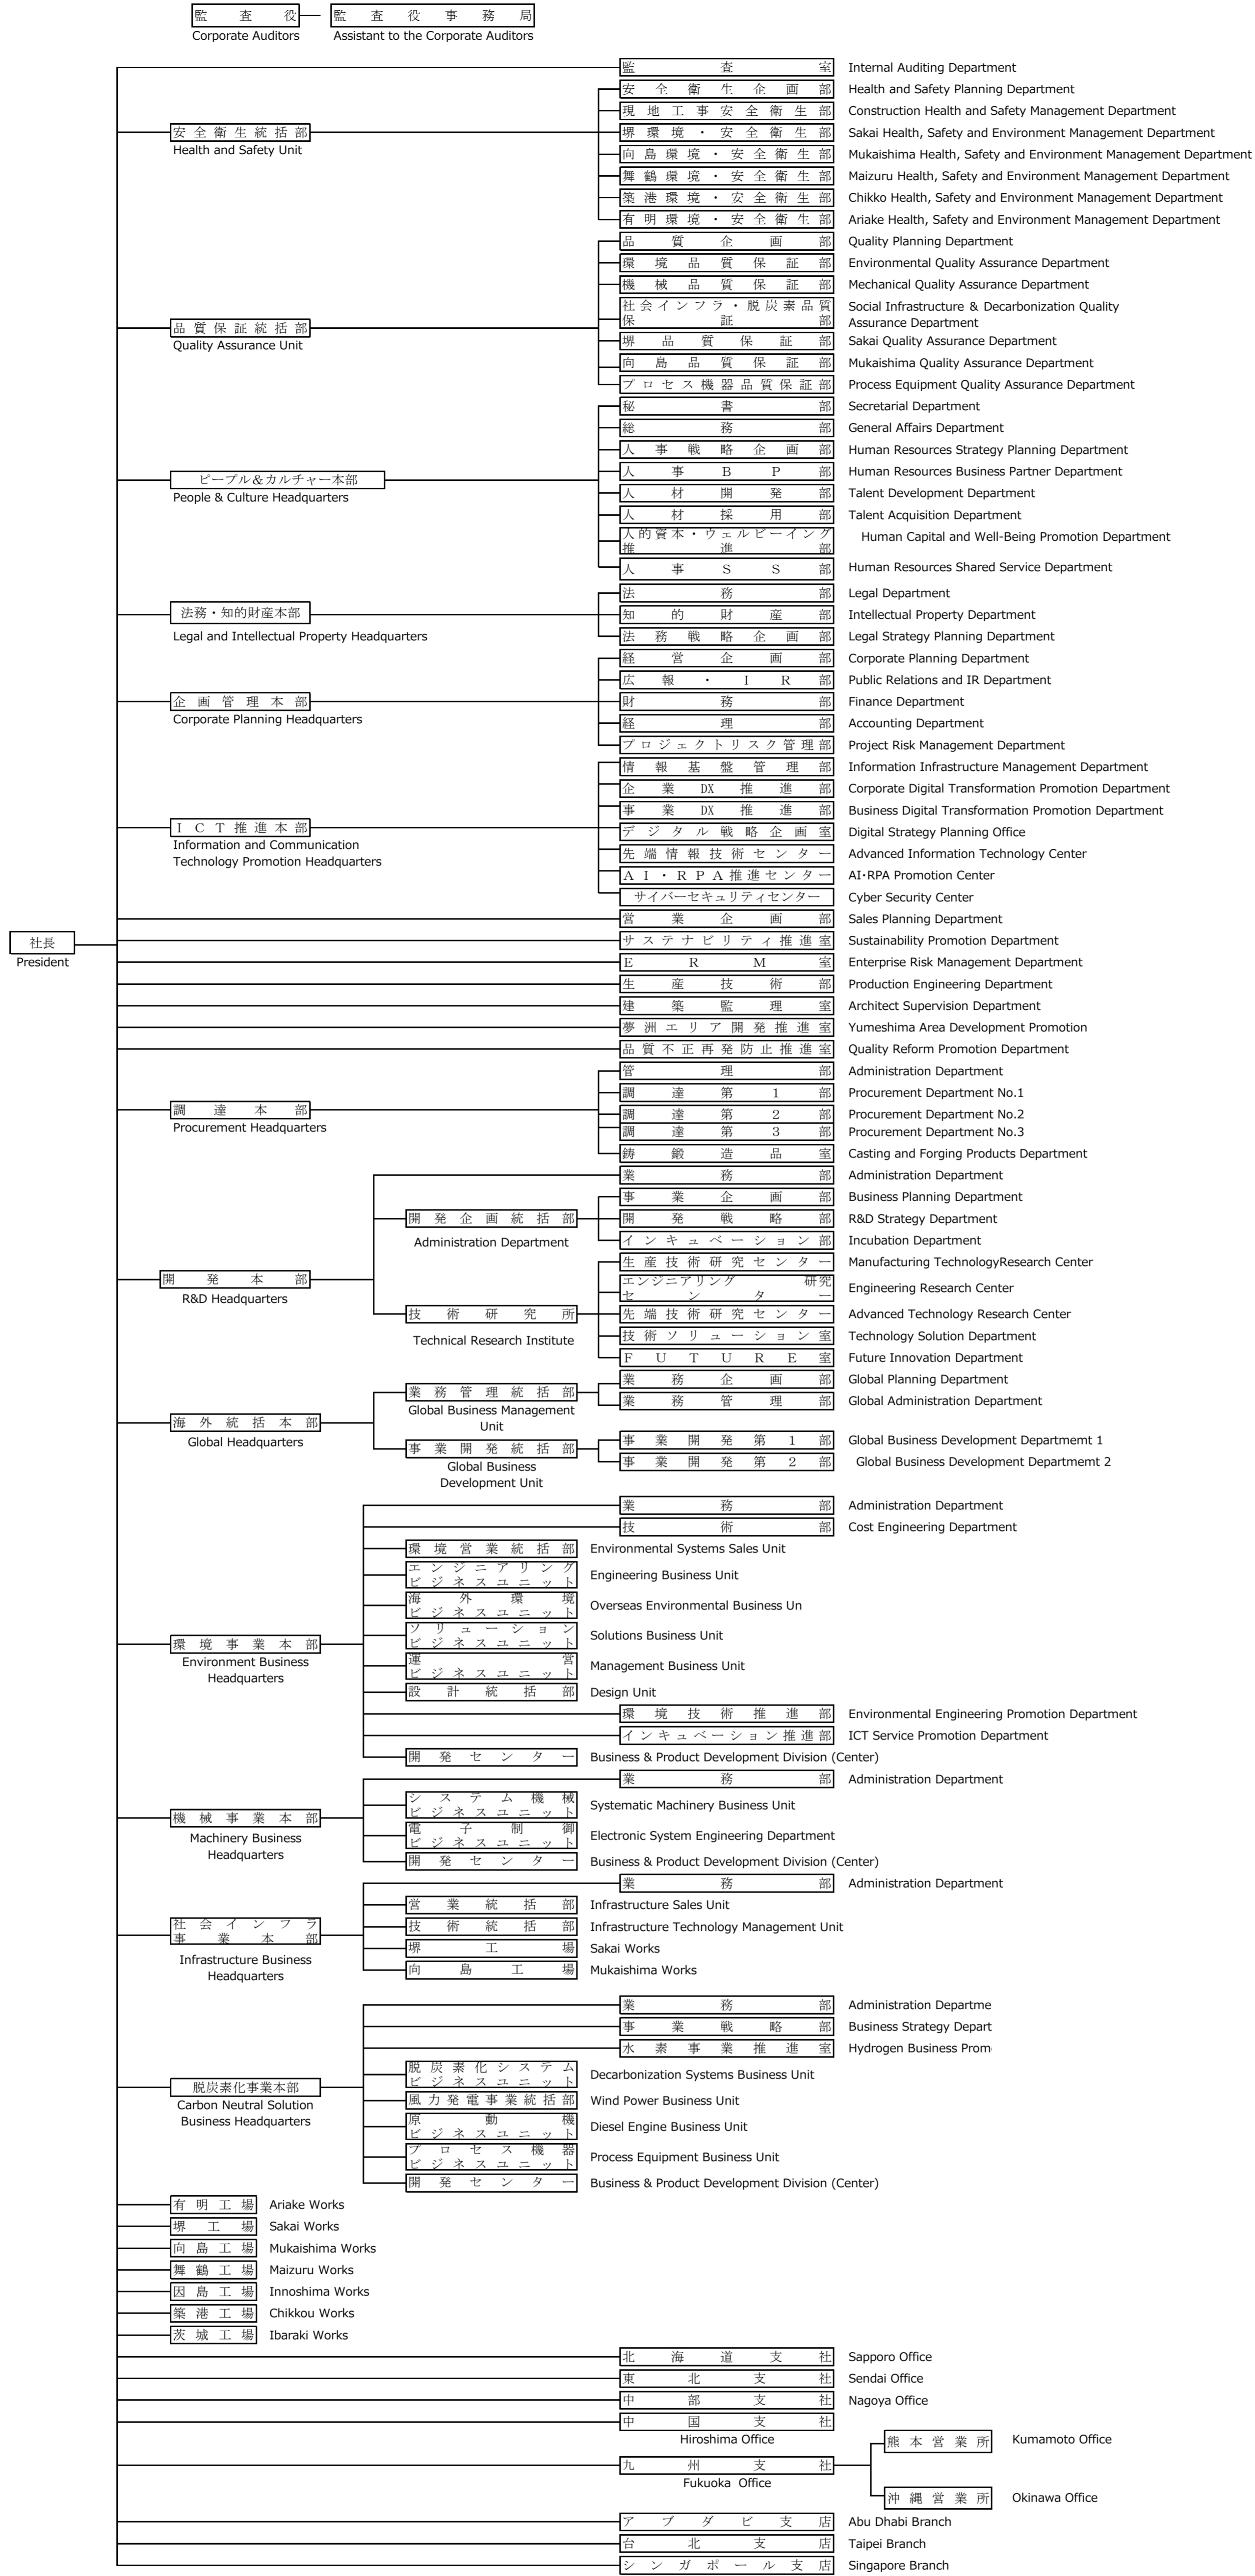 監査役 監査役事務局
Corporate Auditors Assistant to the Corporate Auditors
監査室 Internal Auditing Department
安全衛生企画部 Health and Safety Planning Department
現地工事安全衛生部 Construction Health and Safety Management Department
安全衛生統括部 堺環境・安全衛生部 Sakai Health, Safety and Environment Management Department
Health and Safety Unit
向島環境・安全衛生部 Mukaishima Health, Safety and Environment Management Department
舞鶴環境・安全衛生部 Maizuru Health, Safety and Environment Management Department
築港環境・安全衛生部 Chikko Health, Safety and Environment Management Department
有明環境・安全衛生部 Ariake Health, Safety and Environment Management Department
品質企画部 Quality Planning Department
環境品質保証部 Environmental Quality Assurance Department
機械品質保証部 Mechanical Quality Assurance Department
社会インフラ・脱炭素品質 Social Infrastructure & Decarbonization Quality
保証部 Assurance Department
品質保証統括部
Quality Assurance Unit
堺品質保証部 Sakai Quality Assurance Department
向島品質保証部 Mukaishima Quality Assurance Department
プロセス機器品質保証部 Process Equipment Quality Assurance Department
秘書部 Secretarial Department
総務部 General Affairs Department
人事戦略企画部 Human Resources Strategy Planning Department
人事BP部 Human Resources Business Partner Department
ピープル&カルチャー本部
People & Culture Headquarters
人材開発部 Talent Development Department
人材採用部 Talent Acquisition Department
人的資本・ウェルビーイング
推進部 Human Capital and Well-Being Promotion Department
人事SS部 Human Resources Shared Service Department
法務部 Legal Department
法務・知的財産本部 知的財産部 Intellectual Property Department
Legal and Intellectual Property Headquarters 法務戦略企画部 Legal Strategy Planning Department
経営企画部 Corporate Planning Department
広報・IR部 Public Relations and IR Department
企画管理本部 財務部 Finance Department
Corporate Planning Headquarters 経理部 Accounting Department
プロジェクトリスク管理部 Project Risk Management Department
情報基盤管理部 Information Infrastructure Management Department
企業DX推進部 Corporate Digital Transformation Promotion Department
事業DX推進部 Business Digital Transformation Promotion Department
ICT推進本部 デジタル戦略企画室 Digital Strategy Planning Office
Information and Communication
Technology Promotion Headquarters
先端情報技術センター Advanced Information Technology Center
AI・RPA推進センター AI・RPA Promotion Center
サイバーセキュリティセンター Cyber Security Center
営業企画部 Sales Planning Department
社長
President
サステナビリティ推進室 Sustainability Promotion Department
ERM室 Enterprise Risk Management Department
生産技術部 Production Engineering Department
建築監理室 Architect Supervision Department
夢洲エリア開発推進室 Yumeshima Area Development Promotion
品質不正再発防止推進室 Quality Reform Promotion Department
管理部 Administration Department
調達第1部 Procurement Department No.1
調達本部 調達第2部 Procurement Department No.2
Procurement Headquarters 調達第3部 Procurement Department No.3
鋳鍛造品室 Casting and Forging Products Department
業務部 Administration Department
事業企画部 Business Planning Department
開発企画統括部 開発戦略部 R&D Strategy Department
Administration Department インキュベーション部 Incubation Department
生産技術研究センター Manufacturing TechnologyResearch Center
開発本部
R&D Headquarters
エンジニアリング 研究
センター Engineering Research Center
技術研究所 先端技術研究センター Advanced Technology Research Center
Technical Research Institute 技術ソリューション室 Technology Solution Department
FUTURE室 Future Innovation Department
業務企画部 Global Planning Department
業務管理統括部 業務管理部 Global Administration Department
Global Business Management
Unit
海外統括本部
Global Headquarters
事業開発第1部 Global Business Development Departmemt 1
事業開発統括部 事業開発第2部 Global Business Development Departmemt 2
Global Business
Development Unit
業務部 Administration Department
技術部 Cost Engineering Department
環境営業統括部 Environmental Systems Sales Unit
エンジニアリング
ビジネスユニット Engineering Business Unit
海外環境
ビジネスユニット Overseas Environmental Business Un
ソリューション
ビジネスユニット Solutions Business Unit
環境事業本部
Environment Business
Headquarters
運営
ビジネスユニット Management Business Unit
設計統括部 Design Unit
環境技術推進部 Environmental Engineering Promotion Department
インキュベーション推進部 ICT Service Promotion Department
開発センター Business & Product Development Division (Center)
業務部 Administration Department
システム機械
ビジネスユニット Systematic Machinery Business Unit
機械事業本部
Machinery Business
Headquarters
電子制御
ビジネスユニット Electronic System Engineering Department
開発センター Business & Product Development Division (Center)
業務部 Administration Department
営業統括部 Infrastructure Sales Unit
社会インフラ
事業本部
Infrastructure Business
Headquarters
技術統括部 Infrastructure Technology Management Unit
堺工場 Sakai Works
向島工場 Mukaishima Works
業務部 Administration Departme
事業戦略部 Business Strategy Depart
水素事業推進室 Hydrogen Business Prom
脱炭素化システム
ビジネスユニット Decarbonization Systems Business Unit
脱炭素化事業本部
Carbon Neutral Solution
Business Headquarters
風力発電事業統括部 Wind Power Business Unit
原動機
ビジネスユニット Diesel Engine Business Unit
プロセス機器
ビジネスユニット Process Equipment Business Unit
開発センター Business & Product Development Division (Center)
有明工場 Ariake Works
堺工場 Sakai Works
向島工場 Mukaishima Works
舞鶴工場 Maizuru Works
因島工場 Innoshima Works
築港工場 Chikkou Works
茨城工場 Ibaraki Works
北海道支社 Sapporo Office
東北支社 Sendai Office
中部支社 Nagoya Office
中国支社
Hiroshima Office
熊本営業所 Kumamoto Office
九州支社
Fukuoka Office
沖縄営業所 Okinawa Office
アブダビ支店 Abu Dhabi Branch
台北支店 Taipei Branch
シンガポール支店 Singapore Branch